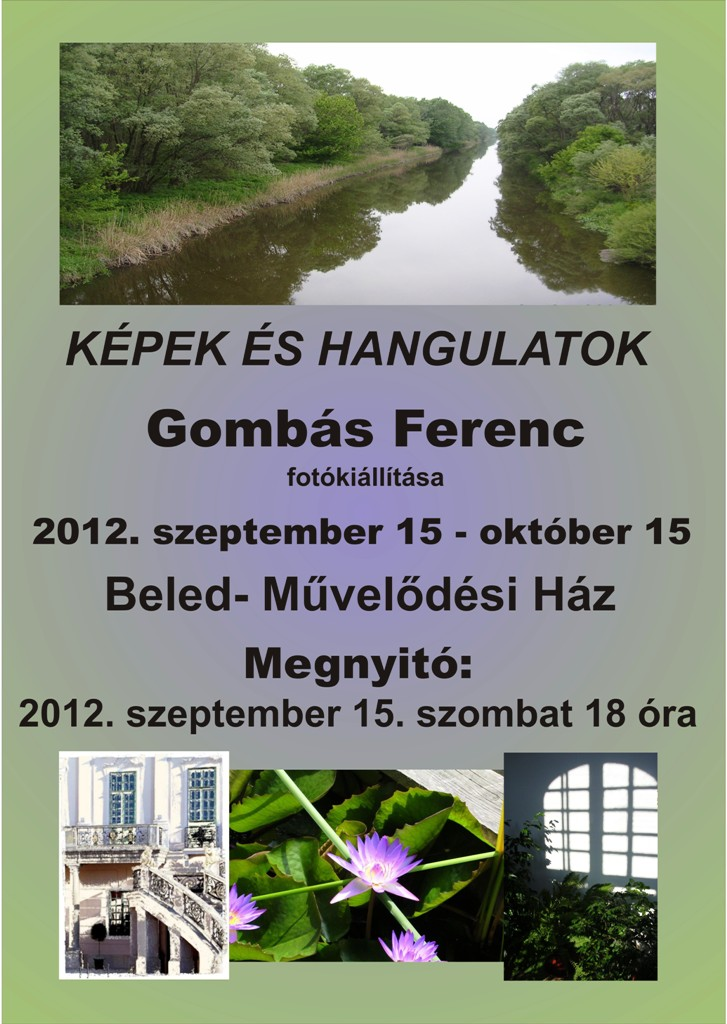 KÉPEK ÉS HANGULATOK
Gombás Ferenc
fotókiállítása
2012. szeptember 15 - október 15
Beled- Művelődési Ház
Megnyitó:
2012. szeptember 15. szombat 18 óra